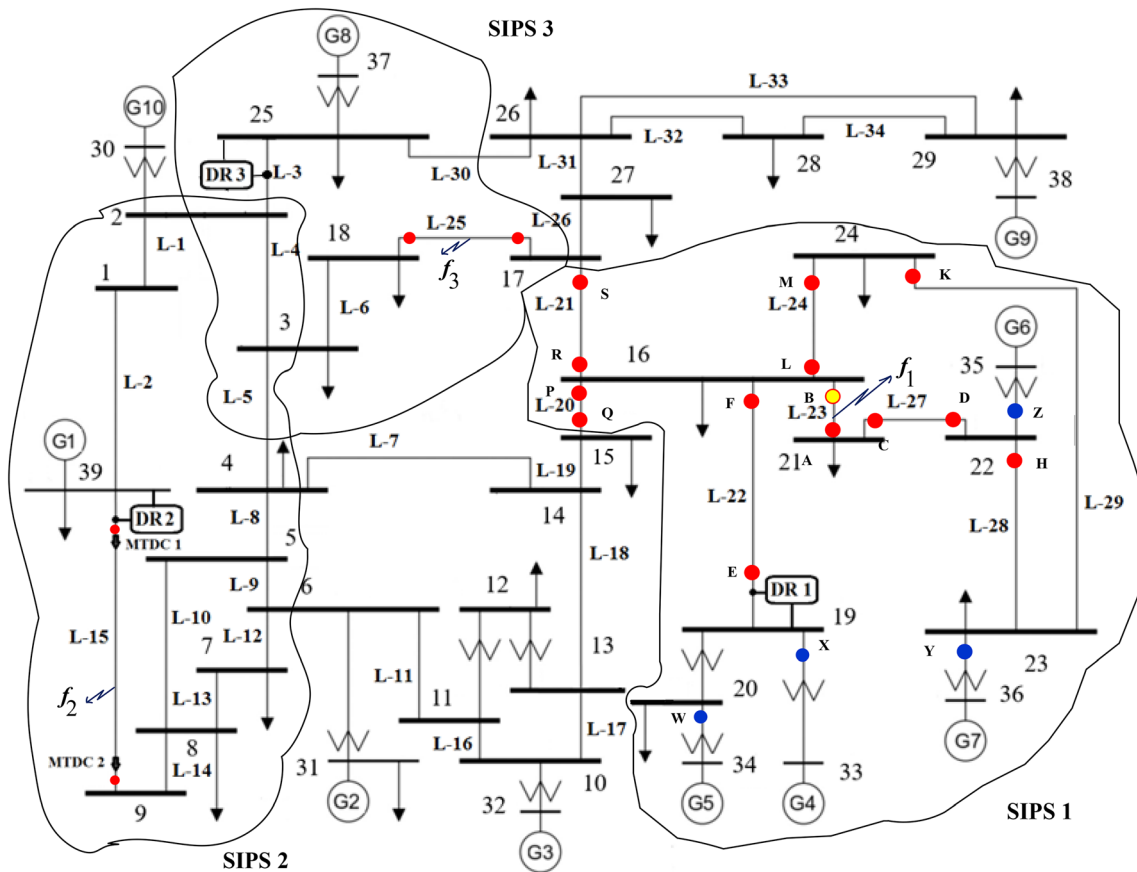 SIPS 3
G8
37
L-33
G10
25
26
L-32
L-34
30
DR 3
L-3
L-30
L-31
28
29
27
38
2
L-1
L-4
18
L-25
L-26
24
G9
1
f3
17
M
K
L-6
L-21
S
L-24
3
G6
R
16
L
f1
35
L-2
P
F
B
D
L-5
L-20
Q
L-23
L-27
Z
G1
L-7
15
21
A
C
22
H
4
L-19
39
DR 2
L-8
14
L-22
L-28
L-29
MTDC 1
5
L-9
6
L-18
E
12
DR 1
L-10
7
L-12
19
L-15
13
X
Y
23
L-13
L-11
20
f2
11
W
36
8
L-16
L-17
G7
MTDC 2
L-14
31
10
34
33
9
G2
32
G5
G4
SIPS 1
G3
SIPS 2